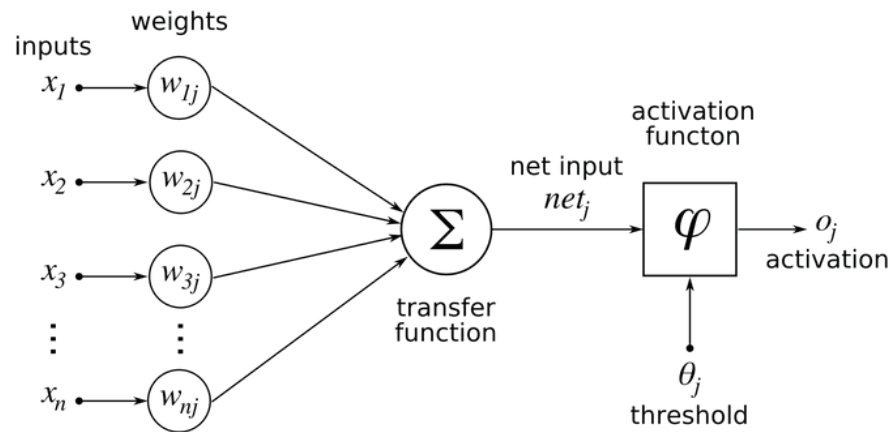 weights
inputs
x₁ w₁ⱼ
x₂ w₂ⱼ
x₃ w₃ⱼ
⋮ ⋮
xₙ wₙⱼ
Σ
transfer
function
net input
netⱼ
activation
functon
φ
oⱼ
activation
θⱼ
threshold